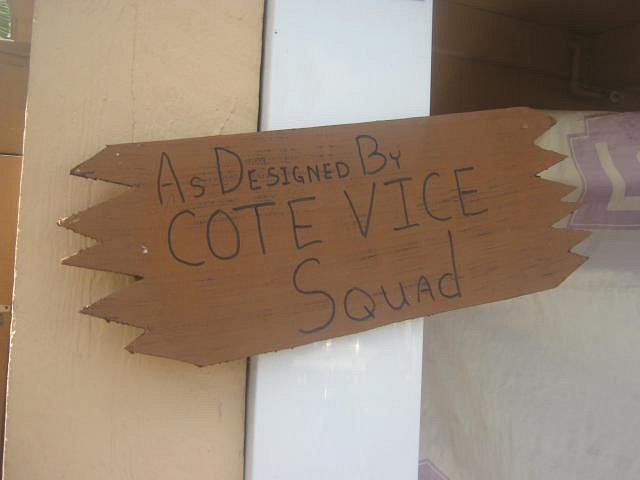 As DESIGNED By
COTE VICE
SQUAd